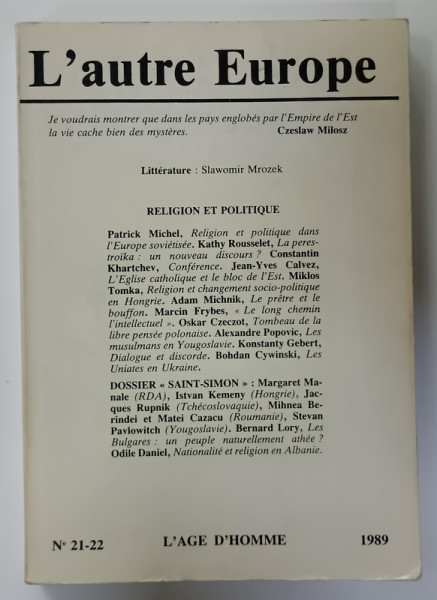 L'autre Europe
Je voudrais montrer que dans les pays englobés par l'Empire de l'Est
la vie cache bien des mystères. Czeslaw Milosz
Littérature : Slawomir Mrozek
RELIGION ET POLITIQUE
Patrick Michel, Religion et politique dans
l'Europe soviétisée. Kathy Rousselet, La peres-
troïka : un nouveau discours ? Constantin
Khartchev, Conférence. Jean-Yves Calvez,
L'Eglise catholique et le bloc de l'Est. Miklos
Tomka, Religion et changement socio-politique
en Hongrie. Adam Michnik, Le prêtre et le
bouffon. Marcin Frybes, « Le long chemin
l'intellectuel ». Oskar Czeczot, Tombeau de la
libre pensée polonaise. Alexandre Popovic, Les
musulmans en Yougoslavie. Konstanty Gebert,
Dialogue et discorde. Bohdan Cywinski, Les
Uniates en Ukraine.
DOSSIER « SAINT-SIMON » : Margaret Ma-
nale (RDA), Istvan Kemeny (Hongrie), Jac-
ques Rupnik (Tchécoslovaquie), Mihnea Be-
rindei et Matei Cazacu (Roumanie), Stevan
Pavlowitch (Yougoslavie). Bernard Lory, Les
Bulgares : un peuple naturellement athée ?
Odile Daniel, Nationalité et religion en Albanie.
N° 21-22 L'AGE D'HOMME 1989